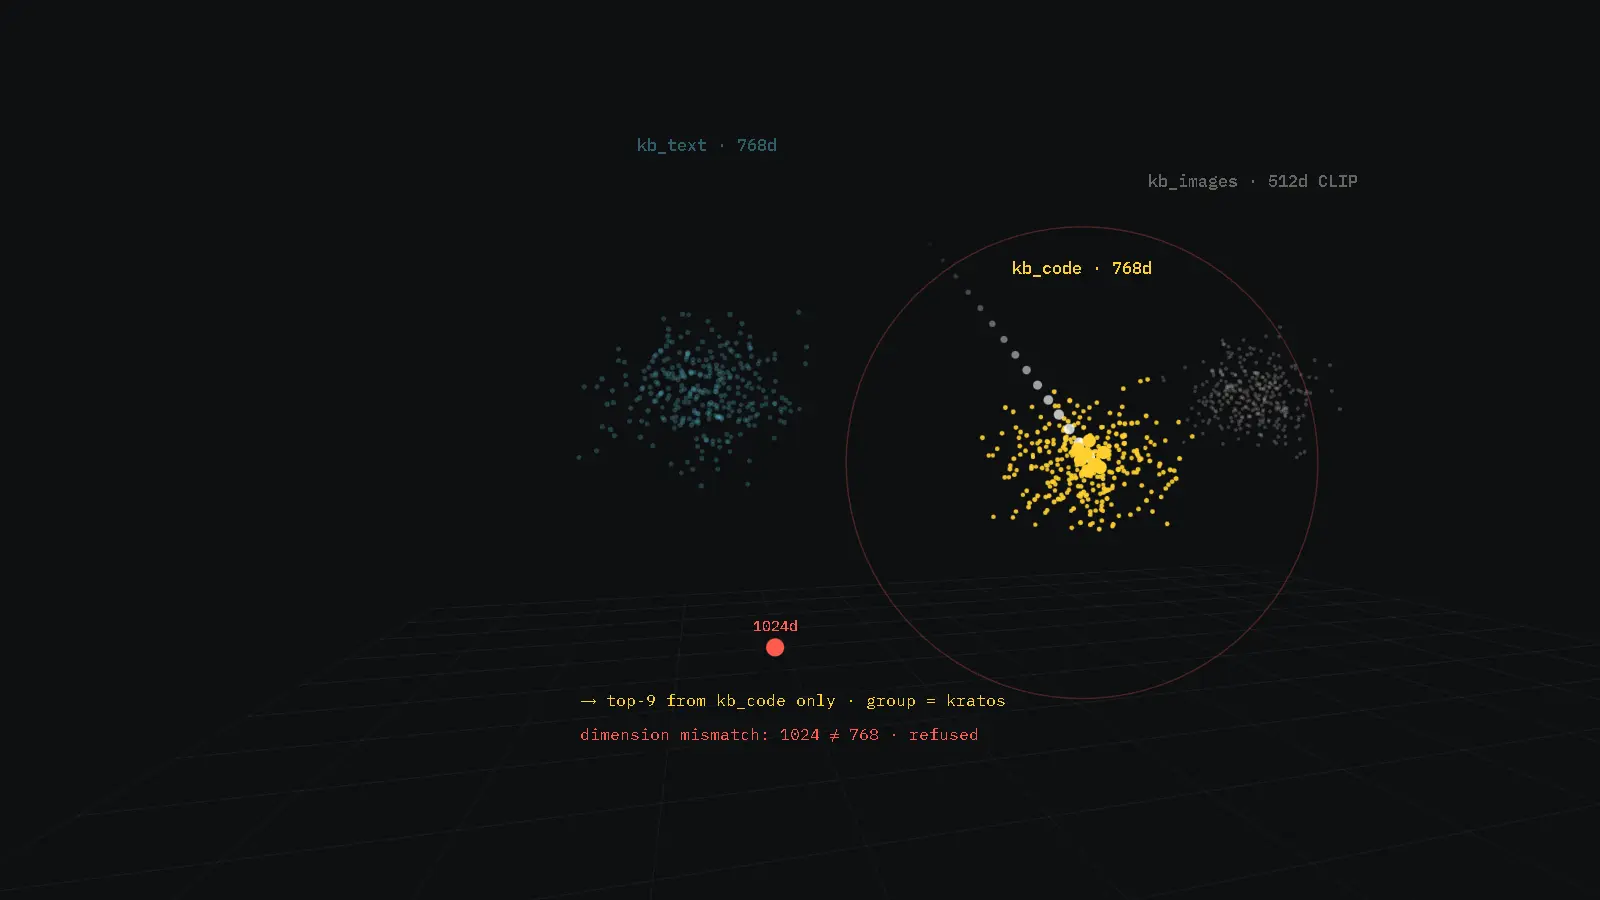 kb_text · 768d
kb_images · 512d CLIP
kb_code · 768d
1024d
→ top-9 from kb_code only · group = kratos
dimension mismatch: 1024 ≠ 768 · refused